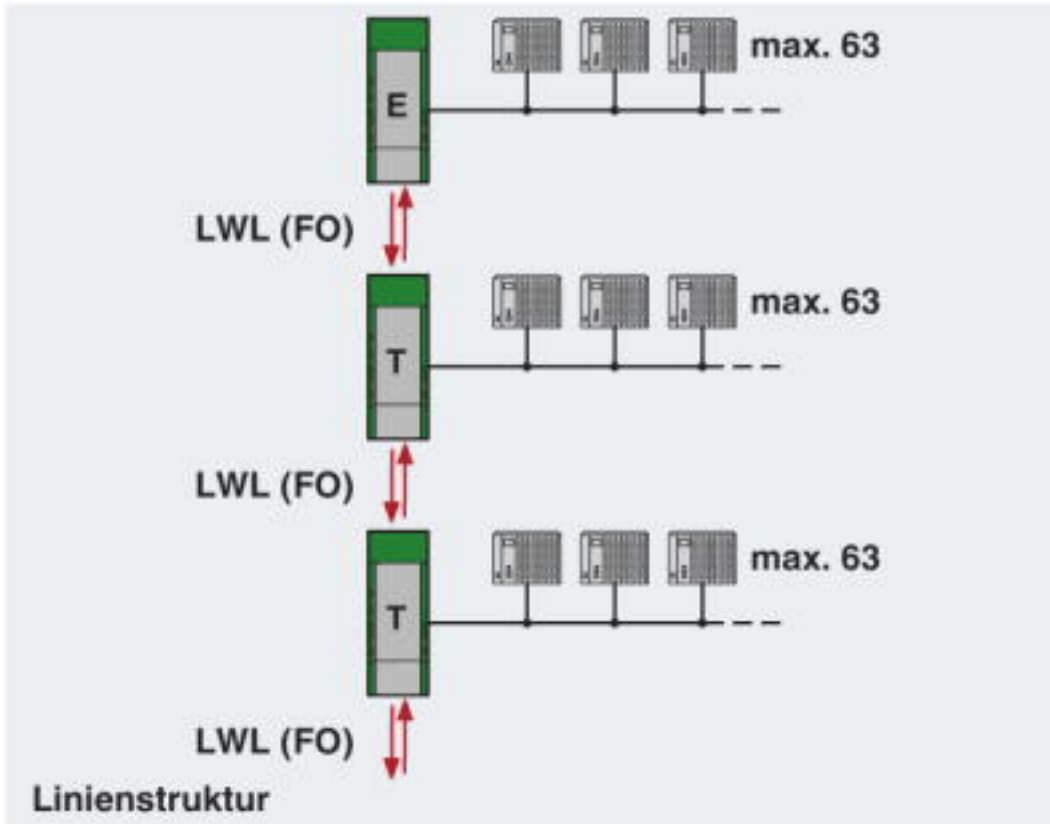 max. 63
E
LWL (FO)
max. 63
T
LWL (FO)
max. 63
T
LWL (FO)
Linienstruktur